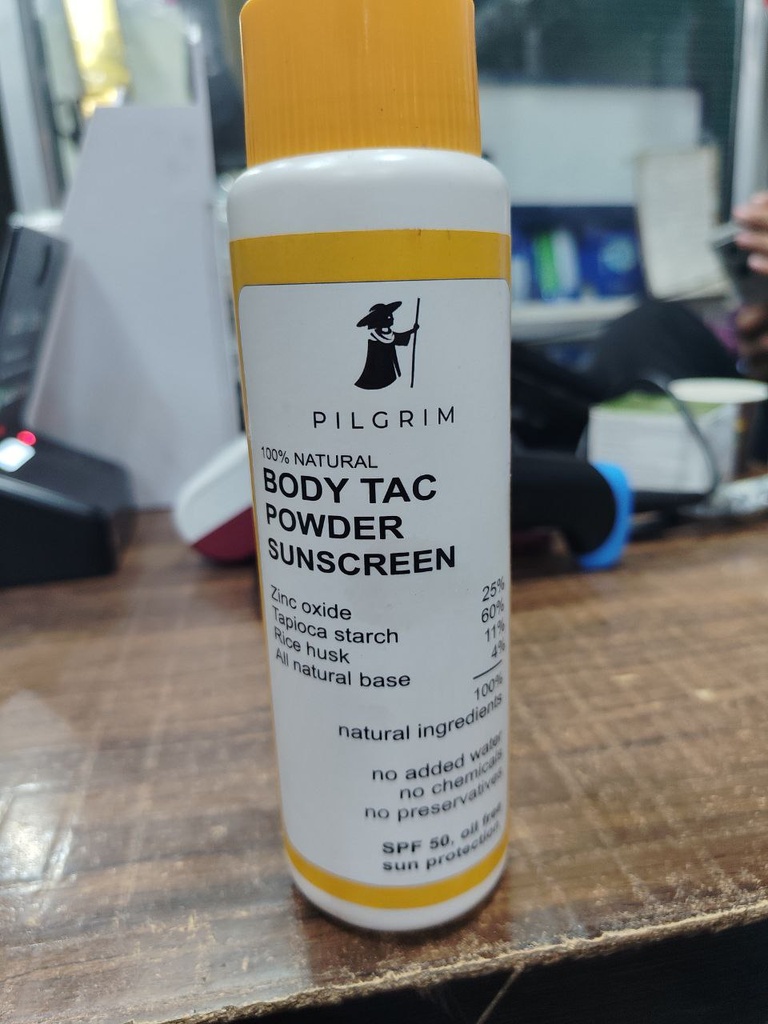 PILGRIM
100% NATURAL
BODY TAC
POWDER
SUNSCREEN
Zinc oxide 25%
Tapioca starch 60%
Rice husk 11%
All natural base 4%
100%
natural ingredients
no added water
no chemicals
no preservatives
SPF 50, oil free
sun protection